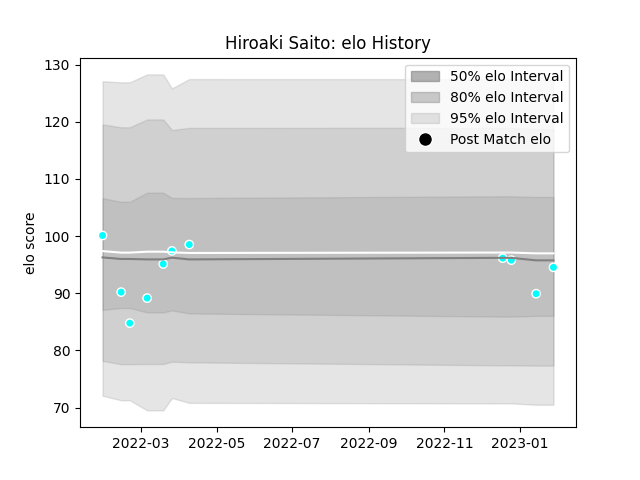 Hiroaki Saito: elo History
130
120
110
100
90
80
70
elo score
50% elo Interval
80% elo Interval
95% elo Interval
Post Match elo
2022-03
2022-05
2022-07
2022-09
2022-11
2023-01